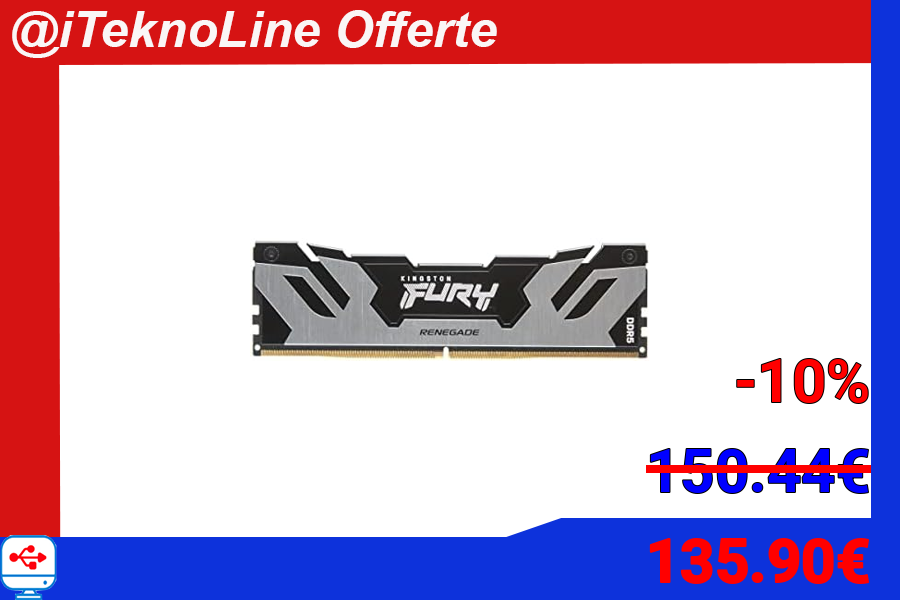 @iTeknoLine Offerte
KINGSTON
FURY
RENEGADE
DDR5
-10%
150.44€
135.90€